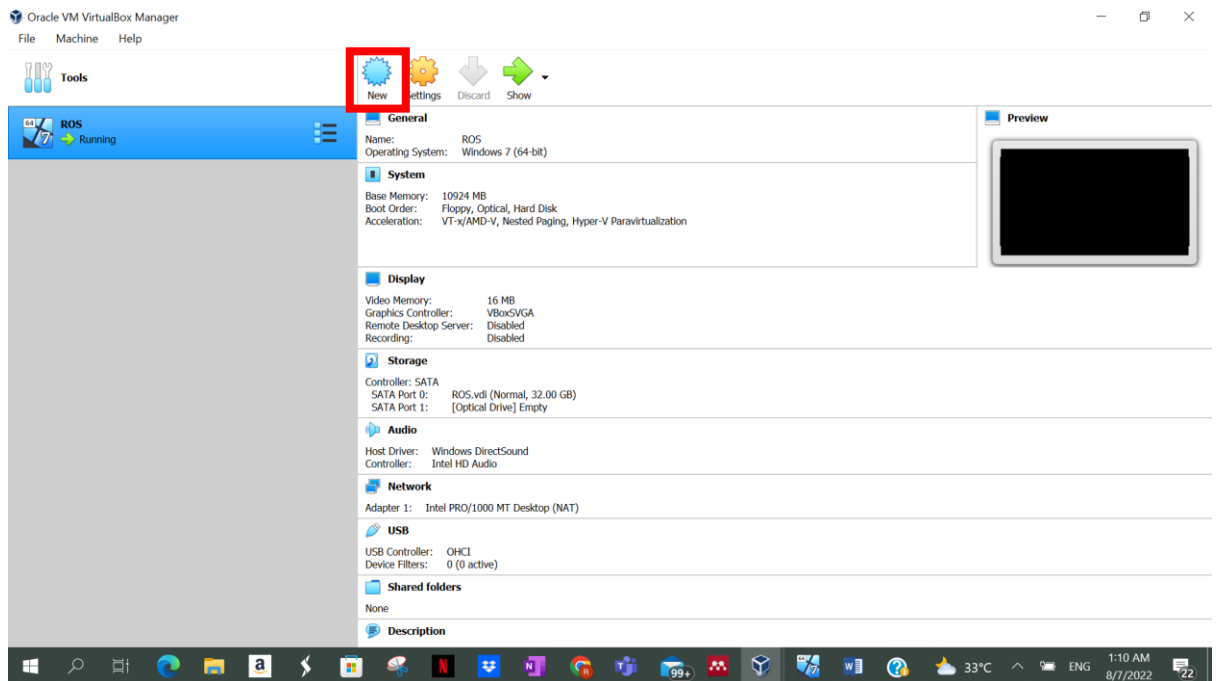 Oracle VM VirtualBox Manager
File Machine Help
Tools
New ettings Discard Show
64 7 ROS
Running
General
Name: ROS
Operating System: Windows 7 (64-bit)
Preview
System
Base Memory: 10924 MB
Boot Order: Floppy, Optical, Hard Disk
Acceleration: VT-x/AMD-V, Nested Paging, Hyper-V Paravirtualization
Display
Video Memory: 16 MB
Graphics Controller: VBoxSVGA
Remote Desktop Server: Disabled
Recording: Disabled
Storage
Controller: SATA
SATA Port 0: ROS.vdi (Normal, 32.00 GB)
SATA Port 1: [Optical Drive] Empty
Audio
Host Driver: Windows DirectSound
Controller: Intel HD Audio
Network
Adapter 1: Intel PRO/1000 MT Desktop (NAT)
USB
USB Controller: OHCI
Device Filters: 0 (0 active)
Shared folders
None
Description
a N N 99+ 7 W 33°C ENG 1:10 AM
8/7/2022 22